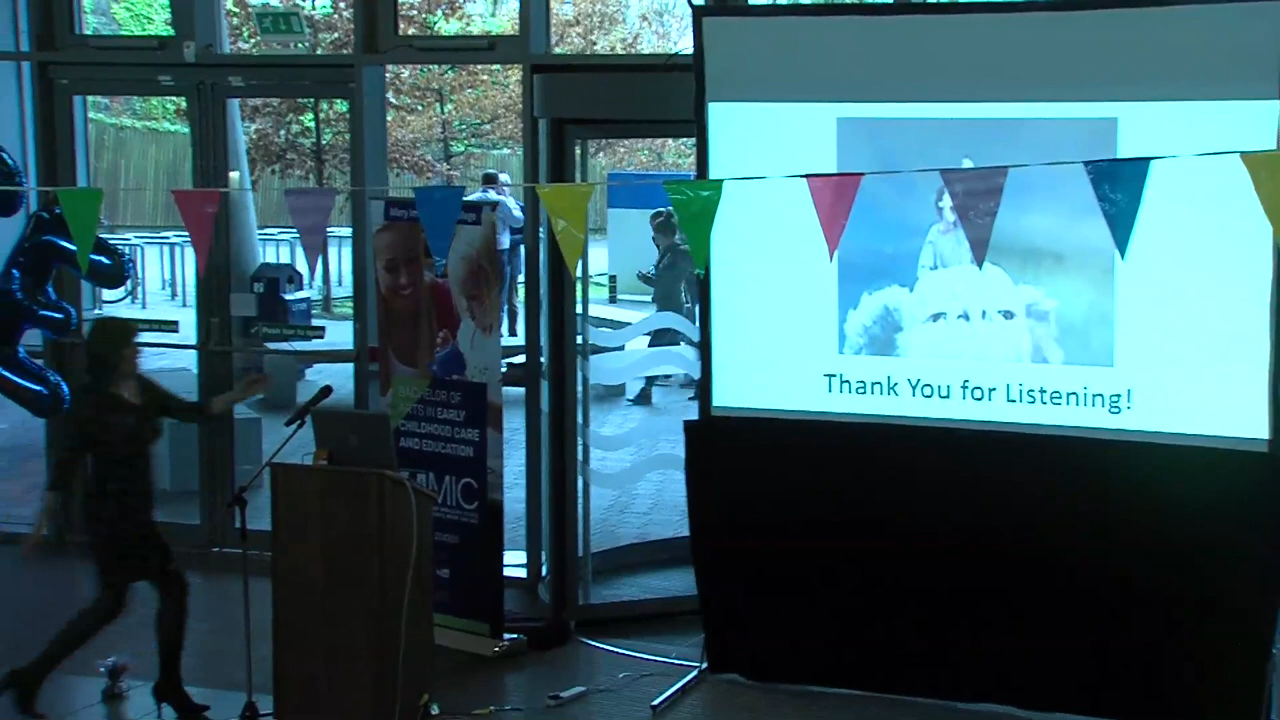 Thank You for Listening!
BACHELOR OF
ARTS IN EARLY
CHILDHOOD CARE
AND EDUCATION
MIC